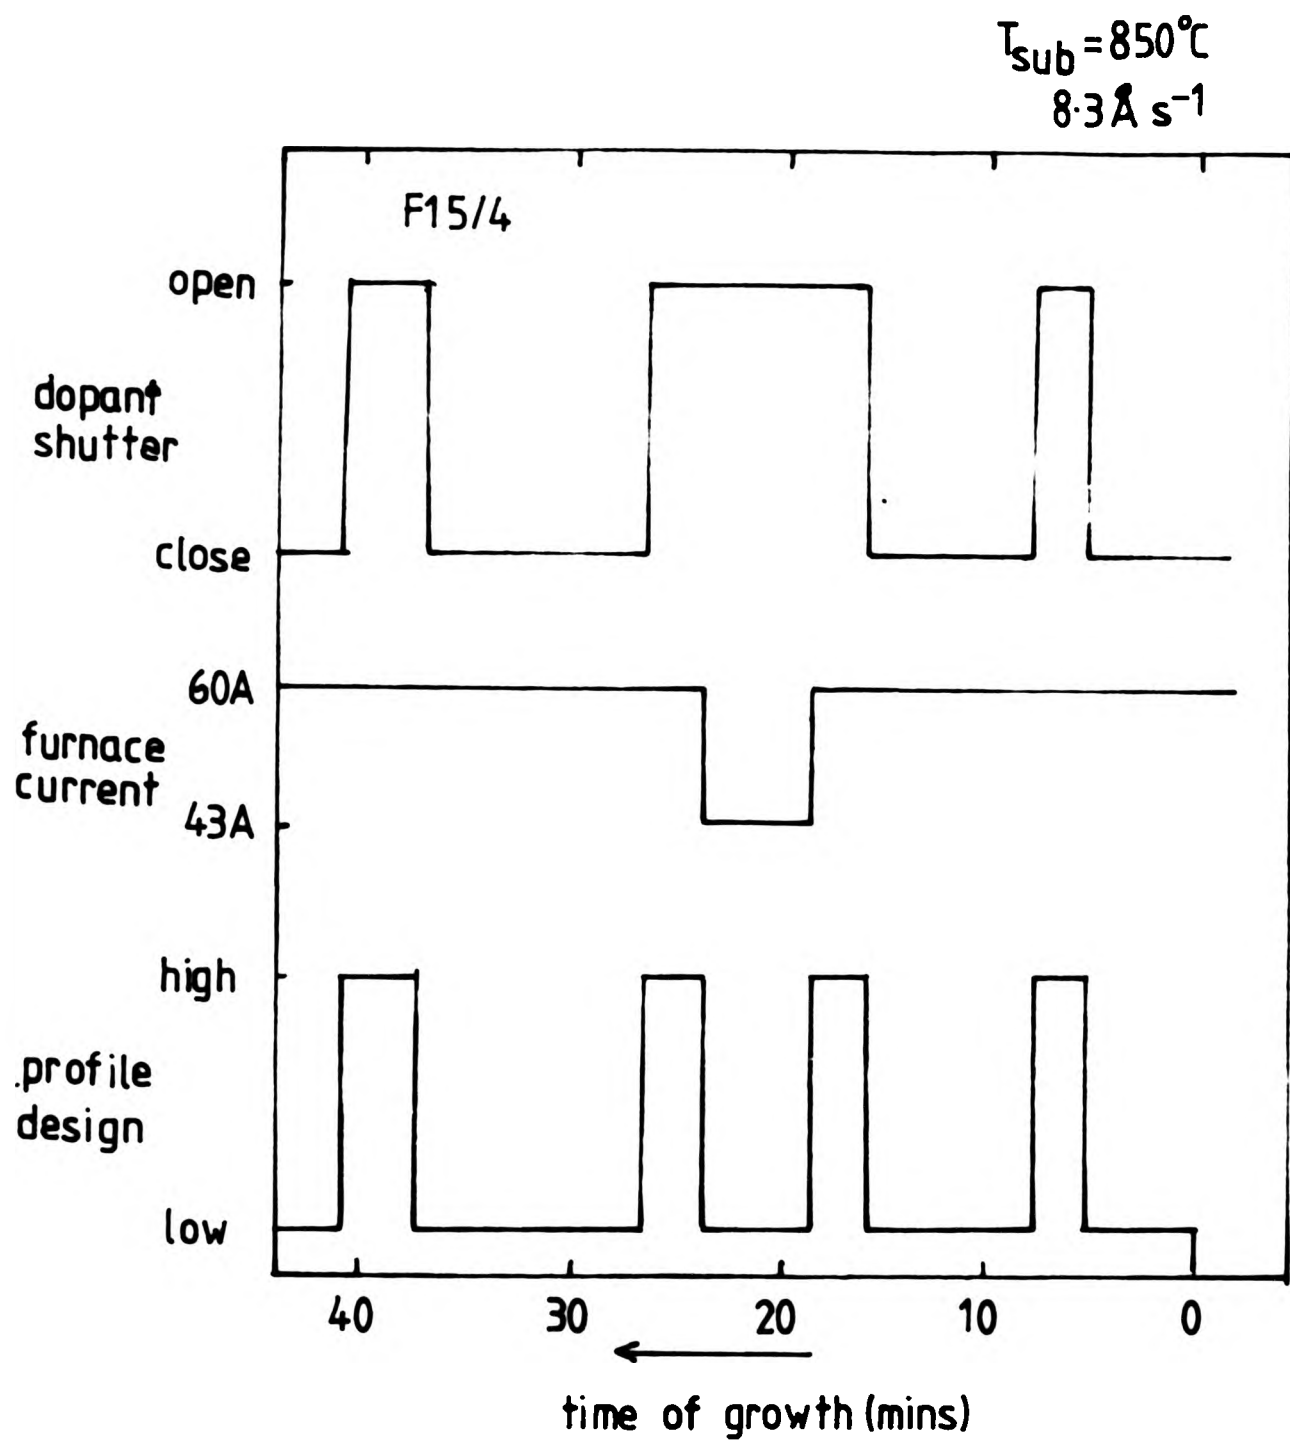 Tsub = 850°C
8·3 Å s⁻¹
F15/4
open
dopant
shutter
close
60A
furnace
current
43A
high
profile
design
low
40 30 20 10 0
time of growth (mins)